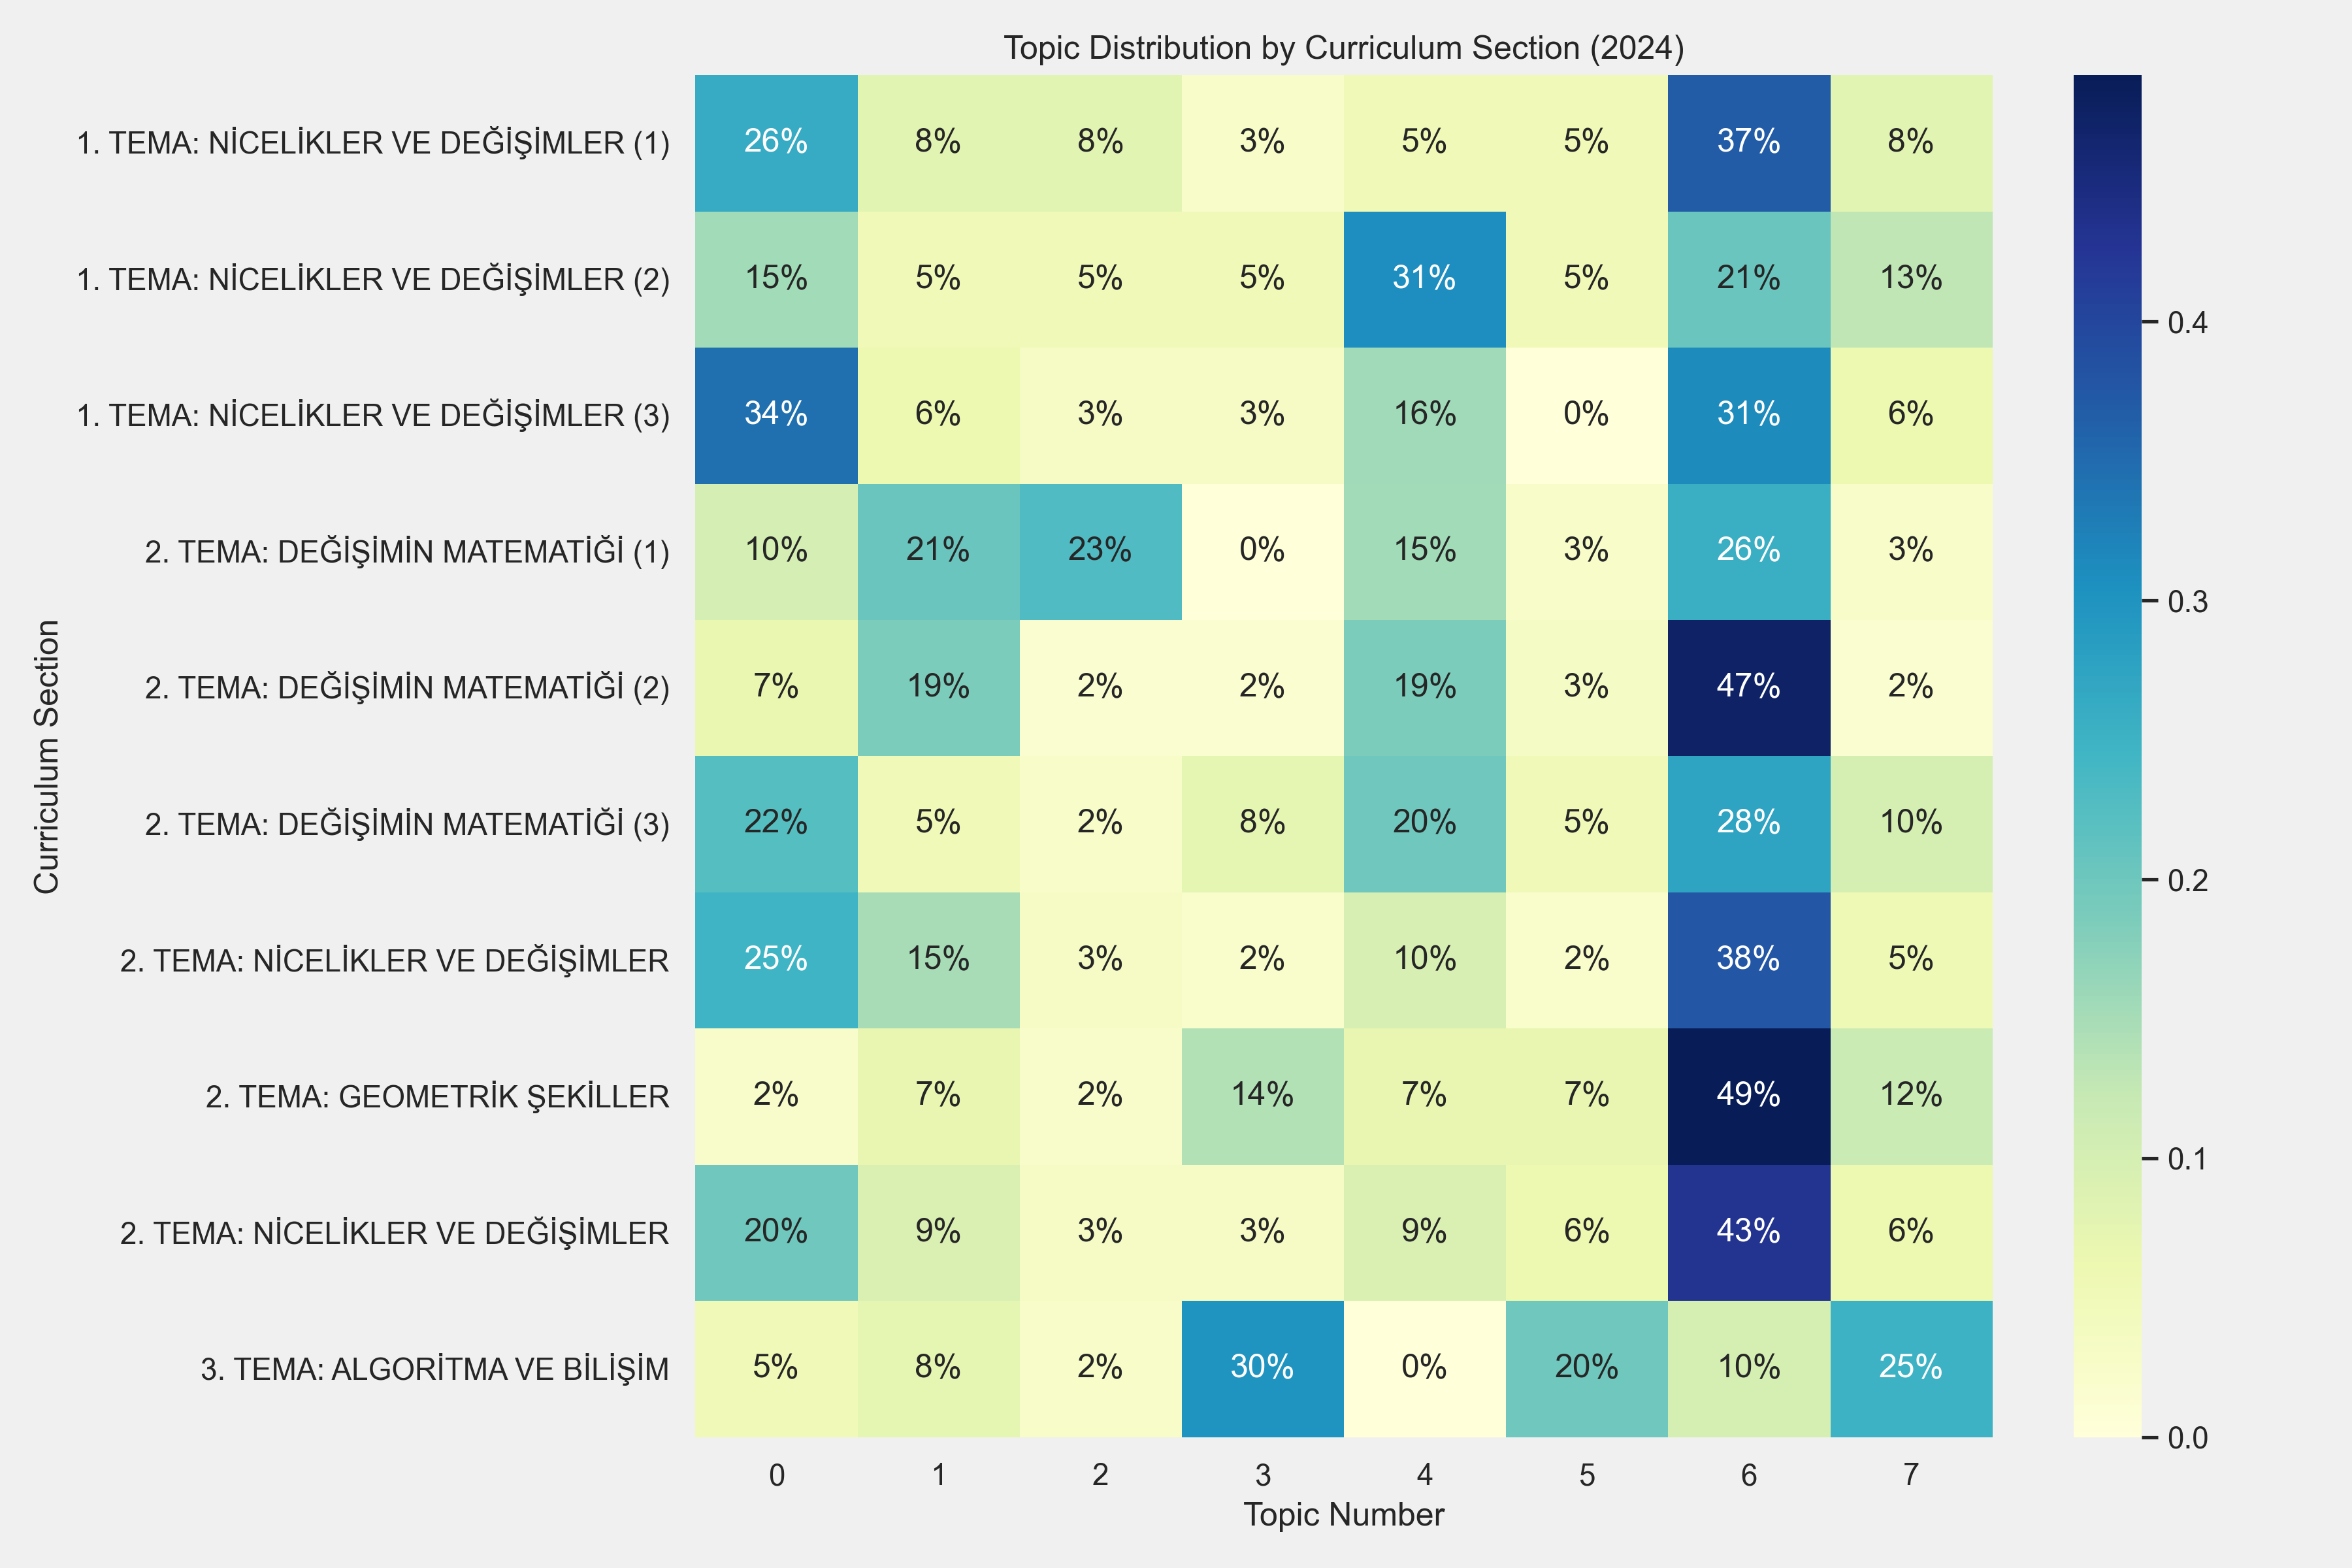 Topic Distribution by Curriculum Section (2024)
Curriculum Section
1. TEMA: NİCELİKLER VE DEĞİŞİMLER (1) 26% 8% 8% 3% 5% 5% 37% 8%
1. TEMA: NİCELİKLER VE DEĞİŞİMLER (2) 15% 5% 5% 5% 31% 5% 21% 13%
1. TEMA: NİCELİKLER VE DEĞİŞİMLER (3) 34% 6% 3% 3% 16% 0% 31% 6%
2. TEMA: DEĞİŞİMİN MATEMATİĞİ (1) 10% 21% 23% 0% 15% 3% 26% 3%
2. TEMA: DEĞİŞİMİN MATEMATİĞİ (2) 7% 19% 2% 2% 19% 3% 47% 2%
2. TEMA: DEĞİŞİMİN MATEMATİĞİ (3) 22% 5% 2% 8% 20% 5% 28% 10%
2. TEMA: NİCELİKLER VE DEĞİŞİMLER 25% 15% 3% 2% 10% 2% 38% 5%
2. TEMA: GEOMETRİK ŞEKİLLER 2% 7% 2% 14% 7% 7% 49% 12%
2. TEMA: NİCELİKLER VE DEĞİŞİMLER 20% 9% 3% 3% 9% 6% 43% 6%
3. TEMA: ALGORİTMA VE BİLİŞİM 5% 8% 2% 30% 0% 20% 10% 25%
0 1 2 3 4 5 6 7
Topic Number
0.4
0.3
0.2
0.1
0.0